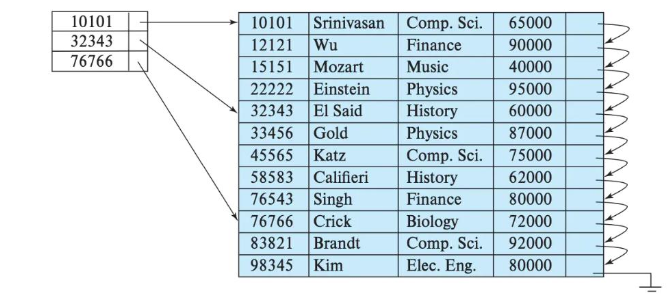 10101
32343
76766
10101 Srinivasan Comp. Sci. 65000
12121 Wu Finance 90000
15151 Mozart Music 40000
22222 Einstein Physics 95000
32343 El Said History 60000
33456 Gold Physics 87000
45565 Katz Comp. Sci. 75000
58583 Califieri History 62000
76543 Singh Finance 80000
76766 Crick Biology 72000
83821 Brandt Comp. Sci. 92000
98345 Kim Elec. Eng. 80000